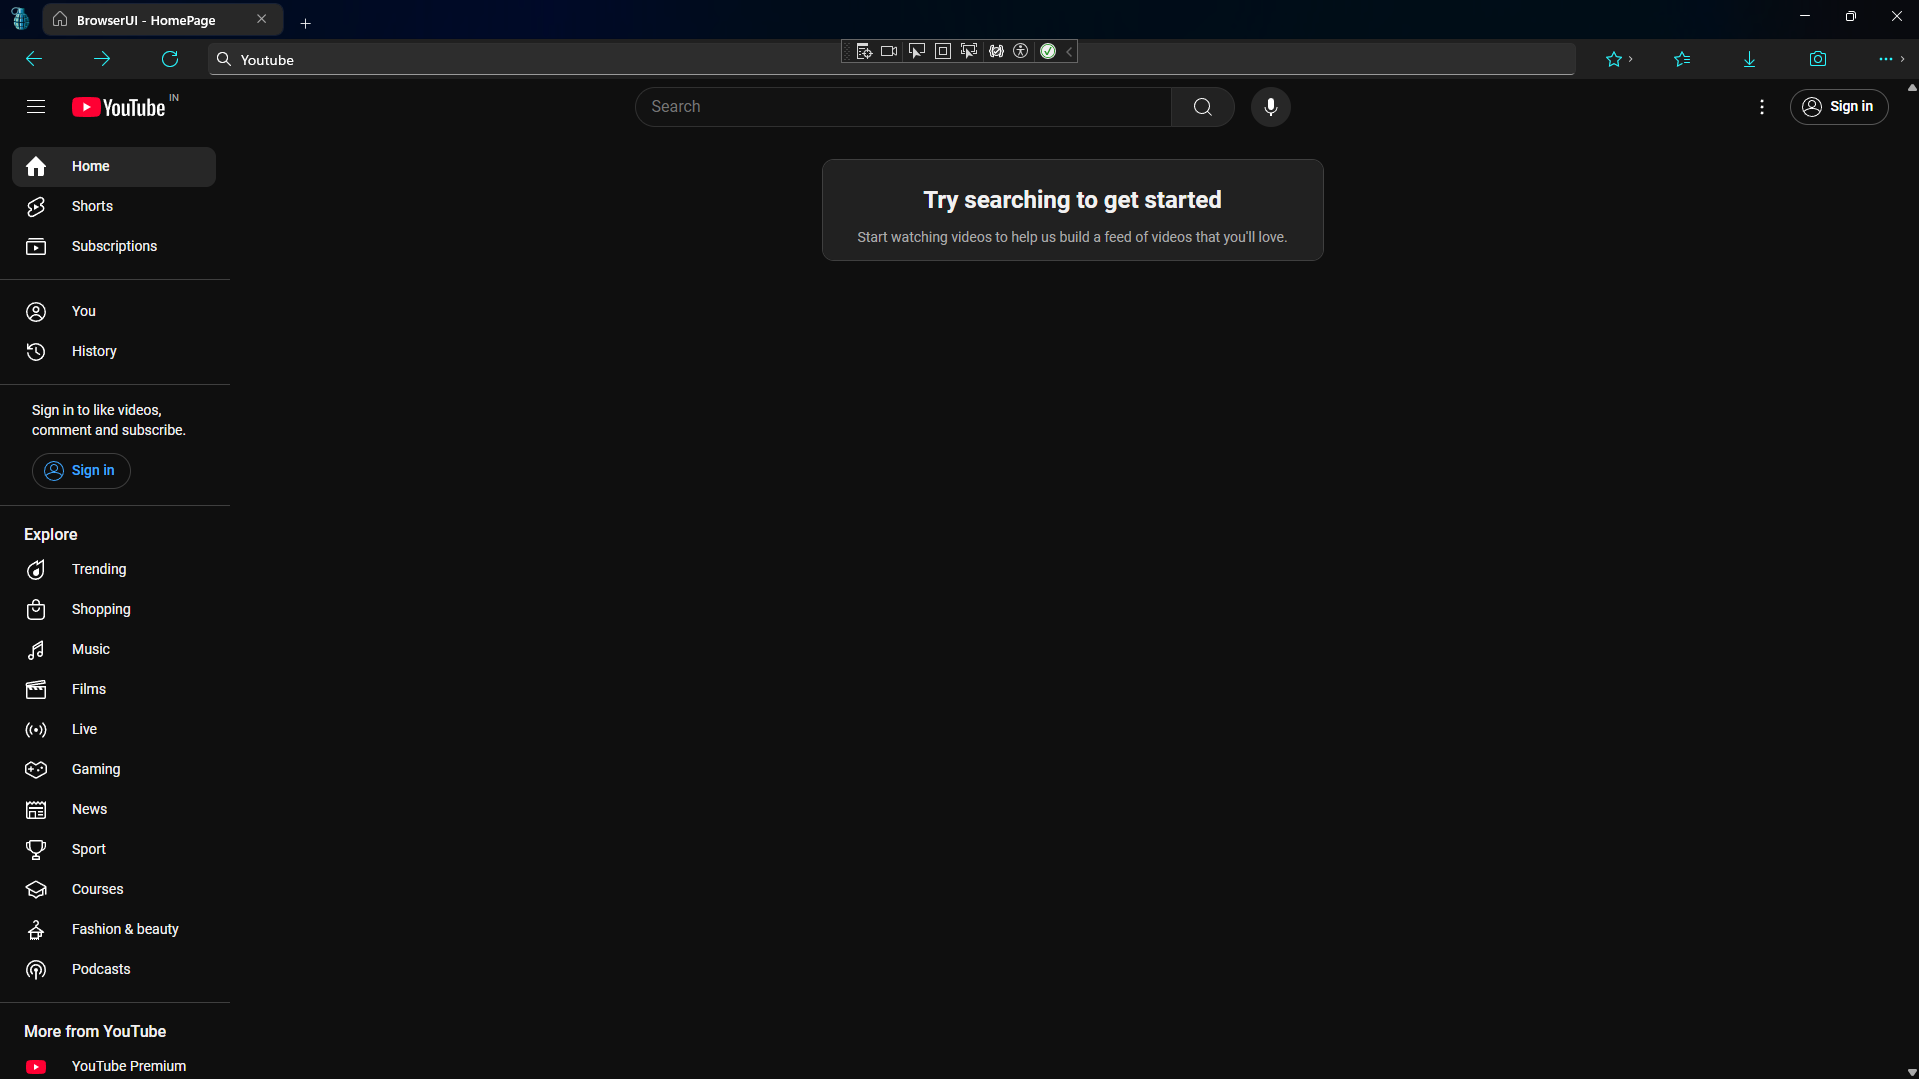 BrowserUI - HomePage
Youtube
YouTube IN
Search
Sign in
Home
Shorts
Subscriptions
You
History
Sign in to like videos,
comment and subscribe.
Sign in
Explore
Trending
Shopping
Music
Films
Live
Gaming
News
Sport
Courses
Fashion & beauty
Podcasts
More from YouTube
YouTube Premium
Try searching to get started
Start watching videos to help us build a feed of videos that you'll love.